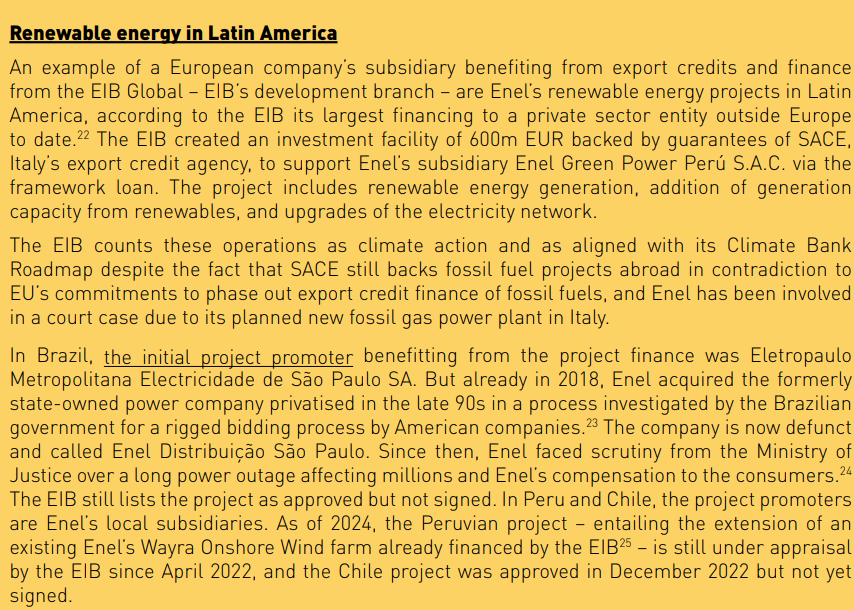 Renewable energy in Latin America
An example of a European company's subsidiary benefiting from export credits and finance
from the EIB Global – EIB's development branch – are Enel's renewable energy projects in Latin
America, according to the EIB its largest financing to a private sector entity outside Europe
to date.22 The EIB created an investment facility of 600m EUR backed by guarantees of SACE,
Italy's export credit agency, to support Enel's subsidiary Enel Green Power Perú S.A.C. via the
framework loan. The project includes renewable energy generation, addition of generation
capacity from renewables, and upgrades of the electricity network.
The EIB counts these operations as climate action and as aligned with its Climate Bank
Roadmap despite the fact that SACE still backs fossil fuel projects abroad in contradiction to
EU's commitments to phase out export credit finance of fossil fuels, and Enel has been involved
in a court case due to its planned new fossil gas power plant in Italy.
In Brazil, the initial project promoter benefitting from the project finance was Eletropaulo
Metropolitana Electricidade de São Paulo SA. But already in 2018, Enel acquired the formerly
state-owned power company privatised in the late 90s in a process investigated by the Brazilian
government for a rigged bidding process by American companies.23 The company is now defunct
and called Enel Distribuição São Paulo. Since then, Enel faced scrutiny from the Ministry of
Justice over a long power outage affecting millions and Enel's compensation to the consumers.24
The EIB still lists the project as approved but not signed. In Peru and Chile, the project promoters
are Enel's local subsidiaries. As of 2024, the Peruvian project – entailing the extension of an
existing Enel's Wayra Onshore Wind farm already financed by the EIB25 – is still under appraisal
by the EIB since April 2022, and the Chile project was approved in December 2022 but not yet
signed.